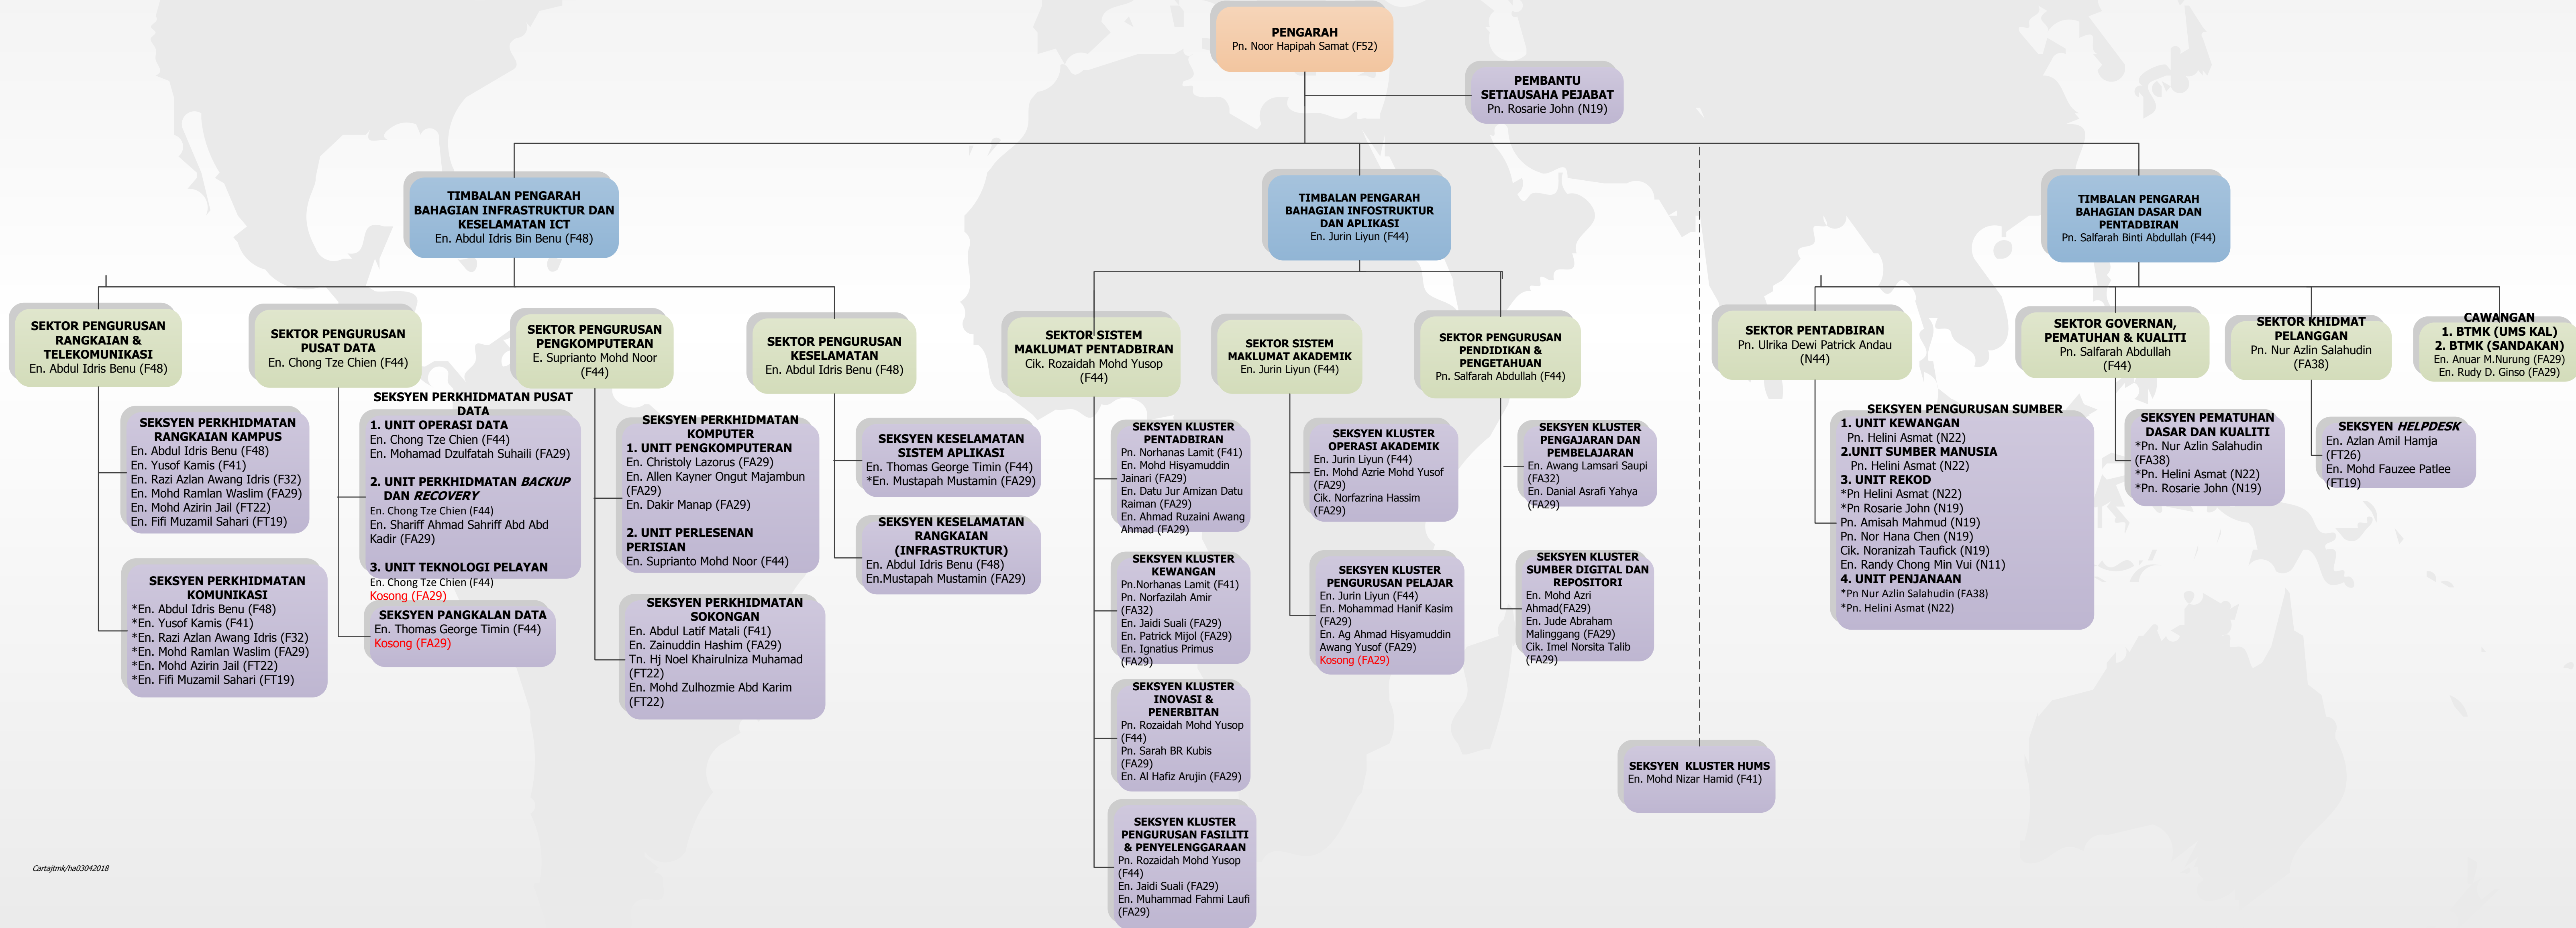 PENGARAH
Pn. Noor Hapipah Samat (F52)
PEMBANTU
SETIAUSAHA PEJABAT
Pn. Rosarie John (N19)
TIMBALAN PENGARAH
BAHAGIAN INFRASTRUKTUR DAN
KESELAMATAN ICT
En. Abdul Idris Bin Benu (F48)
TIMBALAN PENGARAH
BAHAGIAN INFOSTRUKTUR
DAN APLIKASI
En. Jurin Liyun (F44)
TIMBALAN PENGARAH
BAHAGIAN DASAR DAN
PENTADBIRAN
Pn. Salfarah Binti Abdullah (F44)
SEKTOR PENGURUSAN
RANGKAIAN &
TELEKOMUNIKASI
En. Abdul Idris Benu (F48)
SEKTOR PENGURUSAN
PUSAT DATA
En. Chong Tze Chien (F44)
SEKTOR PENGURUSAN
PENGKOMPUTERAN
E. Suprianto Mohd Noor
(F44)
SEKTOR PENGURUSAN
KESELAMATAN
En. Abdul Idris Benu (F48)
SEKTOR SISTEM
MAKLUMAT PENTADBIRAN
Cik. Rozaidah Mohd Yusop
(F44)
SEKTOR SISTEM
MAKLUMAT AKADEMIK
En. Jurin Liyun (F44)
SEKTOR PENGURUSAN
PENDIDIKAN &
PENGETAHUAN
Pn. Salfarah Abdullah (F44)
SEKTOR PENTADBIRAN
Pn. Ulrika Dewi Patrick Andau
(N44)
SEKTOR GOVERNAN,
PEMATUHAN & KUALITI
Pn. Salfarah Abdullah
(F44)
SEKTOR KHIDMAT
PELANGGAN
Pn. Nur Azlin Salahudin
(FA38)
CAWANGAN
1. BTMK (UMS KAL)
2. BTMK (SANDAKAN)
En. Anuar M.Nurung (FA29)
En. Rudy D. Ginso (FA29)
SEKSYEN PERKHIDMATAN
RANGKAIAN KAMPUS
En. Abdul Idris Benu (F48)
En. Yusof Kamis (F41)
En. Razi Azlan Awang Idris (F32)
En. Mohd Ramlan Waslim (FA29)
En. Mohd Azirin Jail (FT22)
En. Fifi Muzamil Sahari (FT19)
SEKSYEN PERKHIDMATAN
KOMUNIKASI
*En. Abdul Idris Benu (F48)
*En. Yusof Kamis (F41)
*En. Razi Azlan Awang Idris (F32)
*En. Mohd Ramlan Waslim (FA29)
*En. Mohd Azirin Jail (FT22)
*En. Fifi Muzamil Sahari (FT19)
SEKSYEN PERKHIDMATAN PUSAT
DATA
1. UNIT OPERASI DATA
En. Chong Tze Chien (F44)
En. Mohamad Dzulfatah Suhaili (FA29)
2. UNIT PERKHIDMATAN BACKUP
DAN RECOVERY
En. Chong Tze Chien (F44)
En. Shariff Ahmad Sahriff Abd Abd
Kadir (FA29)
3. UNIT TEKNOLOGI PELAYAN
En. Chong Tze Chien (F44)
Kosong (FA29)
SEKSYEN PANGKALAN DATA
En. Thomas George Timin (F44)
Kosong (FA29)
SEKSYEN PERKHIDMATAN
KOMPUTER
1. UNIT PENGKOMPUTERAN
En. Christoly Lazorus (FA29)
En. Allen Kayner Ongut Majambun
(FA29)
En. Dakir Manap (FA29)
2. UNIT PERLESENAN
PERISIAN
En. Suprianto Mohd Noor (F44)
SEKSYEN PERKHIDMATAN
SOKONGAN
En. Abdul Latif Matali (F41)
En. Zainuddin Hashim (FA29)
Tn. Hj Noel Khairulniza Muhamad
(FT22)
En. Mohd Zulhozmie Abd Karim
(FT22)
SEKSYEN KESELAMATAN
SISTEM APLIKASI
En. Thomas George Timin (F44)
*En. Mustapah Mustamin (FA29)
SEKSYEN KESELAMATAN
RANGKAIAN
(INFRASTRUKTUR)
En. Abdul Idris Benu (F48)
En.Mustapah Mustamin (FA29)
SEKSYEN KLUSTER
PENTADBIRAN
Pn. Norhanas Lamit (F41)
En. Mohd Hisyamuddin
Jainari (FA29)
En. Datu Jur Amizan Datu
Raiman (FA29)
En. Ahmad Ruzaini Awang
Ahmad (FA29)
SEKSYEN KLUSTER
KEWANGAN
Pn.Norhanas Lamit (F41)
Pn. Norfazilah Amir
(FA32)
En. Jaidi Suali (FA29)
En. Patrick Mijol (FA29)
En. Ignatius Primus
(FA29)
SEKSYEN KLUSTER
INOVASI &
PENERBITAN
Pn. Rozaidah Mohd Yusop
(F44)
Pn. Sarah BR Kubis
(FA29)
En. Al Hafiz Arujin (FA29)
SEKSYEN KLUSTER
PENGURUSAN FASILITI
& PENYELENGGARAAN
Pn. Rozaidah Mohd Yusop
(F44)
En. Jaidi Suali (FA29)
En. Muhammad Fahmi Laufi
(FA29)
SEKSYEN KLUSTER
OPERASI AKADEMIK
En. Jurin Liyun (F44)
En. Mohd Azrie Mohd Yusof
(FA29)
Cik. Norfazrina Hassim
(FA29)
SEKSYEN KLUSTER
PENGURUSAN PELAJAR
En. Jurin Liyun (F44)
En. Mohammad Hanif Kasim
(FA29)
En. Ag Ahmad Hisyamuddin
Awang Yusof (FA29)
Kosong (FA29)
SEKSYEN KLUSTER
PENGAJARAN DAN
PEMBELAJARAN
En. Awang Lamsari Saupi
(FA32)
En. Danial Asrafi Yahya
(FA29)
SEKSYEN KLUSTER
SUMBER DIGITAL DAN
REPOSITORI
En. Mohd Azri
Ahmad(FA29)
En. Jude Abraham
Malinggang (FA29)
Cik. Imel Norsita Talib
(FA29)
SEKSYEN KLUSTER HUMS
En. Mohd Nizar Hamid (F41)
SEKSYEN PENGURUSAN SUMBER
1. UNIT KEWANGAN
Pn. Helini Asmat (N22)
2.UNIT SUMBER MANUSIA
Pn. Helini Asmat (N22)
3. UNIT REKOD
*Pn Helini Asmat (N22)
*Pn Rosarie John (N19)
Pn. Amisah Mahmud (N19)
Pn. Nor Hana Chen (N19)
Cik. Noranizah Taufick (N19)
En. Randy Chong Min Vui (N11)
4. UNIT PENJANAAN
*Pn Nur Azlin Salahudin (FA38)
*Pn. Helini Asmat (N22)
SEKSYEN PEMATUHAN
DASAR DAN KUALITI
*Pn. Nur Azlin Salahudin
(FA38)
*Pn. Helini Asmat (N22)
*Pn. Rosarie John (N19)
SEKSYEN HELPDESK
En. Azlan Amil Hamja
(FT26)
En. Mohd Fauzee Patlee
(FT19)
Cartajtmk/ha03042018